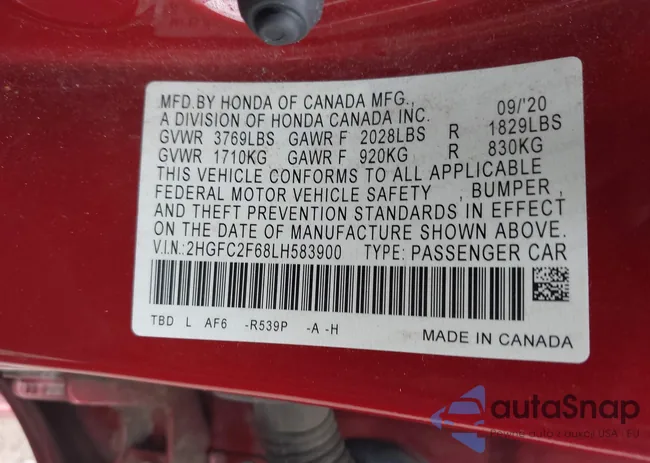 MFD.BY HONDA OF CANADA MFG., 09/'20
A DIVISION OF HONDA CANADA INC.
GVWR 3769LBS GAWR F 2028LBS R 1829LBS
GVWR 1710KG GAWR F 920KG R 830KG
THIS VEHICLE CONFORMS TO ALL APPLICABLE
FEDERAL MOTOR VEHICLE SAFETY , BUMPER ,
AND THEFT PREVENTION STANDARDS IN EFFECT
ON THE DATE OF MANUFACTURE SHOWN ABOVE.
V.I.N.: 2HGFC2F68LH583900 TYPE: PASSENGER CAR
TBD L AF6 -R539P -A -H
MADE IN CANADA
autaSnap